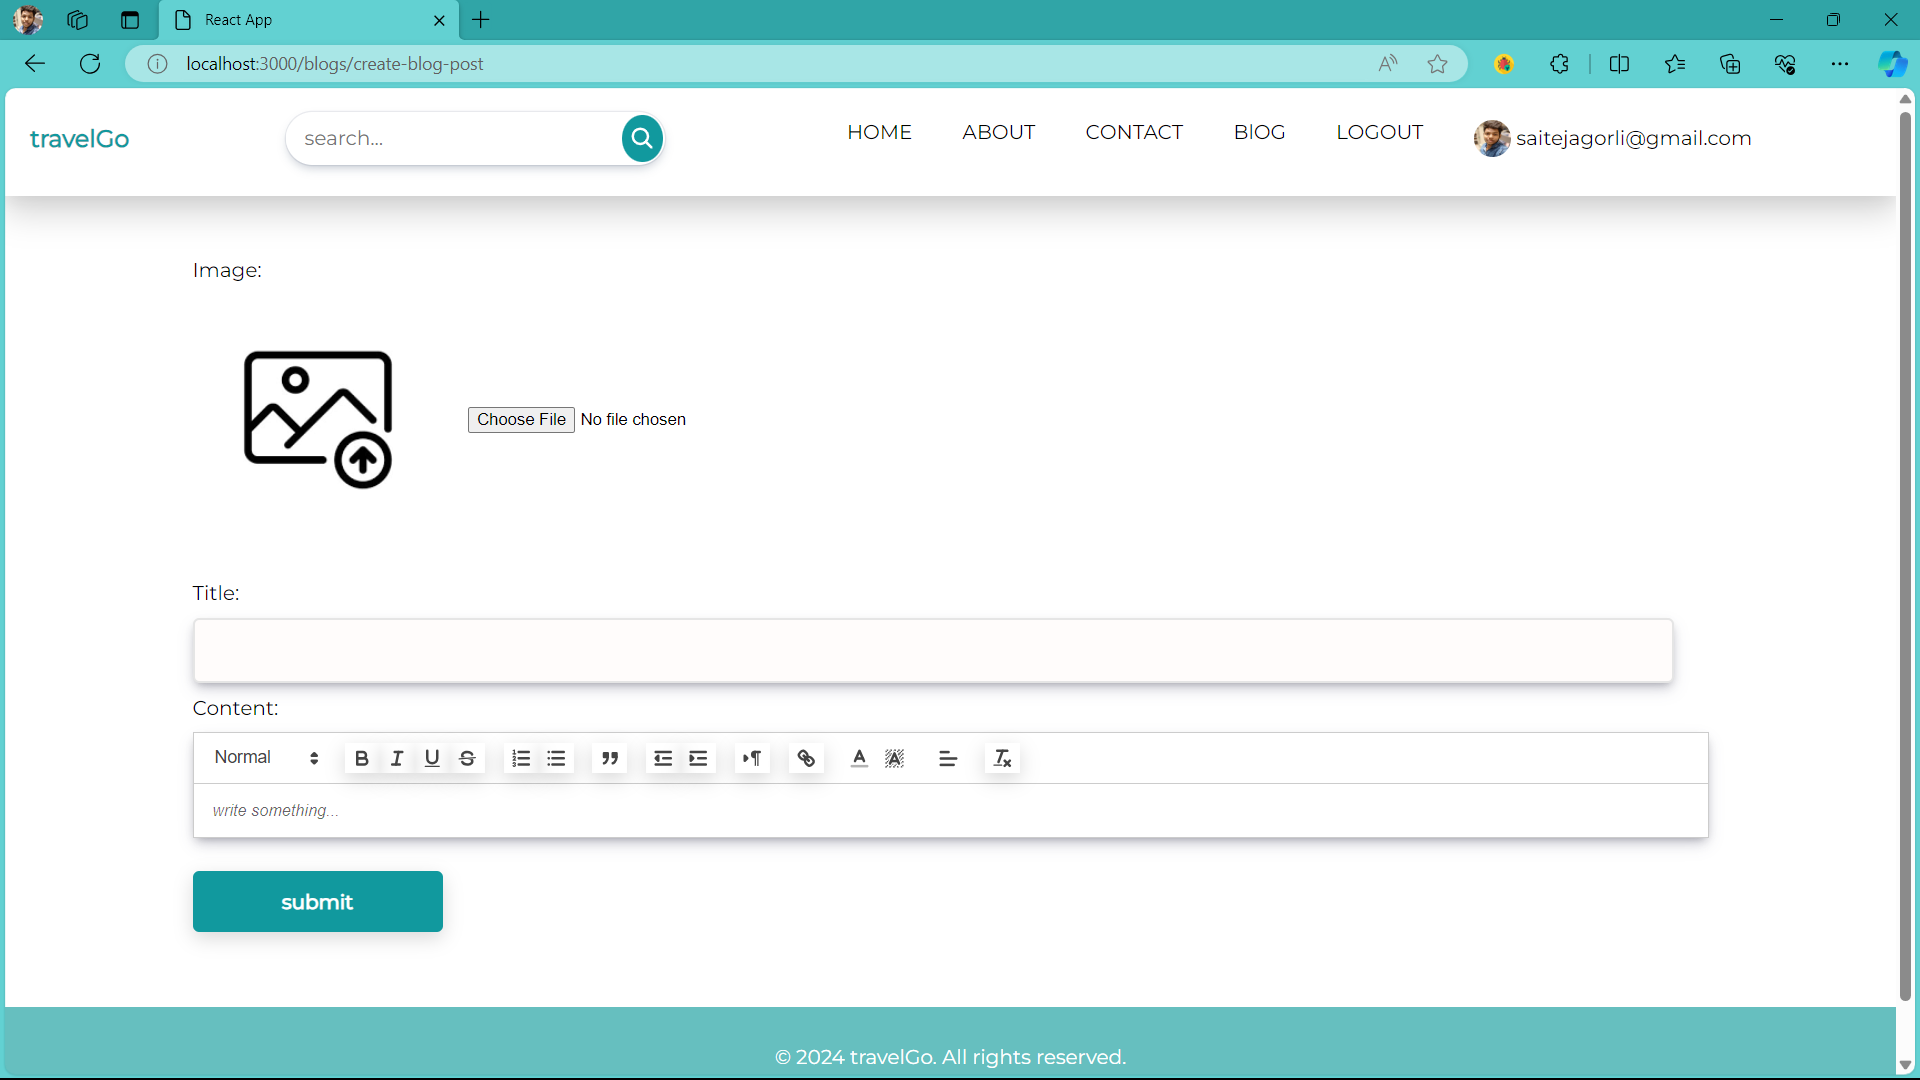 React App
localhost:3000/blogs/create-blog-post
travelGo
search...
HOME
ABOUT
CONTACT
BlOG
LOGOUT
saitejagorli@gmail.com
Image:
Choose File No file chosen
Title:
Content:
Normal
write something...
submit
© 2024 travelGo. All rights reserved.